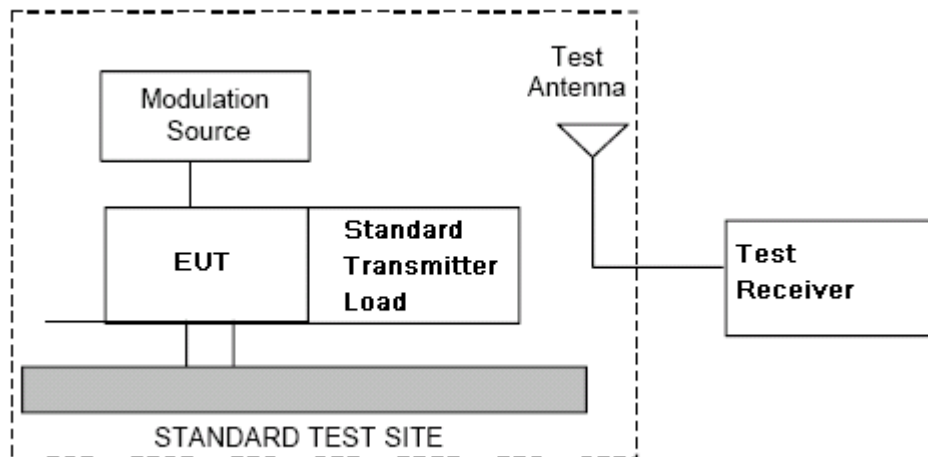 Test
Antenna
Modulation
Source
EUT
Standard
Transmitter
Load
Test
Receiver
STANDARD TEST SITE